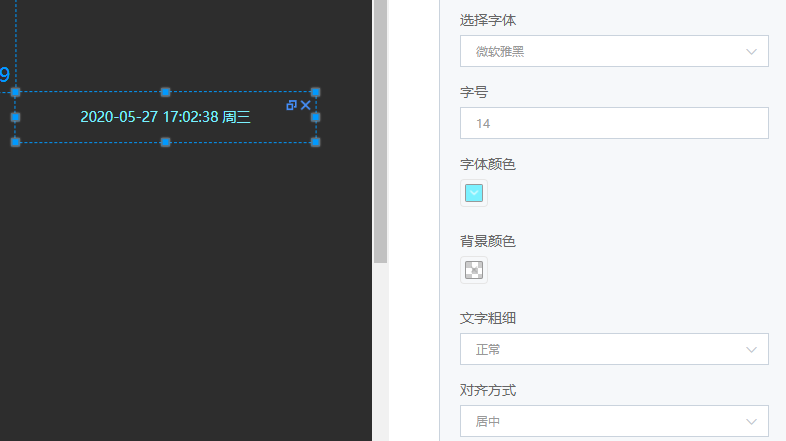 9
2020-05-27 17:02:38 周三
选择字体
微软雅黑
字号
14
字体颜色
背景颜色
文字粗细
正常
对齐方式
居中